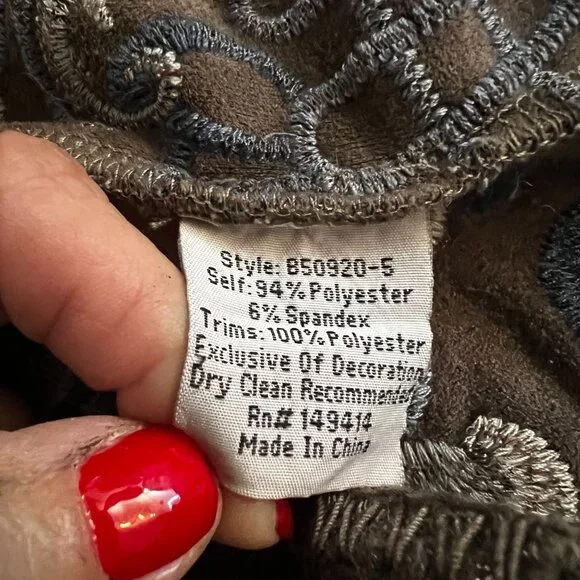 Style: B50920-5
Self: 94% Polyester
6% Spandex
Trims: 100% Polyester
Exclusive Of Decoration
Dry Clean Recommended
Rn# 149414
Made In China